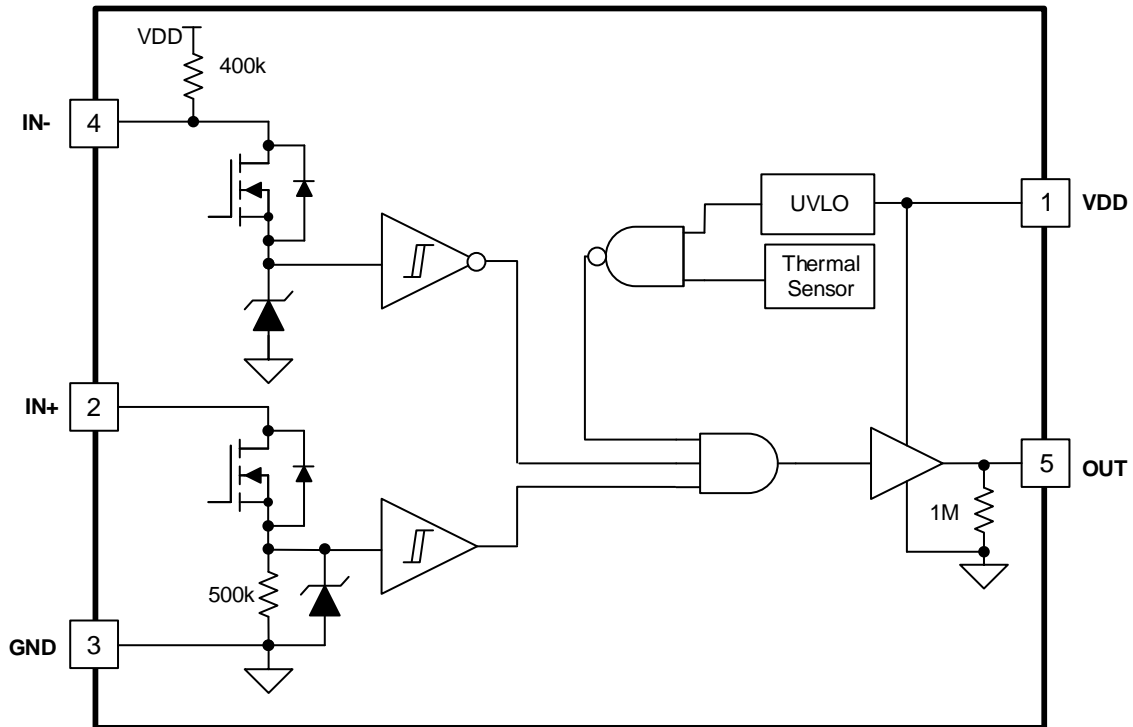 VDD
400k
IN-
4
UVLO
1
VDD
Thermal
Sensor
IN+
2
5
OUT
1M
500k
GND
3